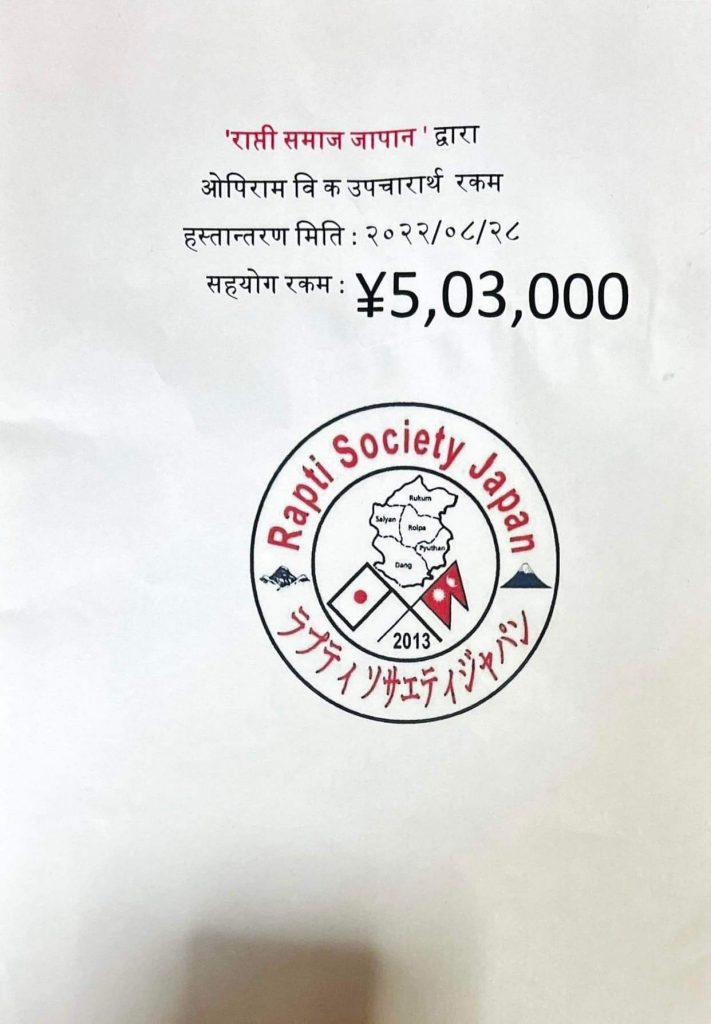 'राप्ती समाज जापान ' द्वारा
ओपिराम वि क उपचारार्थ रकम
हस्तान्तरण मिति : २०२२/०८/२८
सहयोग रकम : ¥5,03,000
Rapti Society Japan
Rukum
Salyan
Rolpa
Pyuthan
Dang
2013
ラプティ ソサエティジャパン